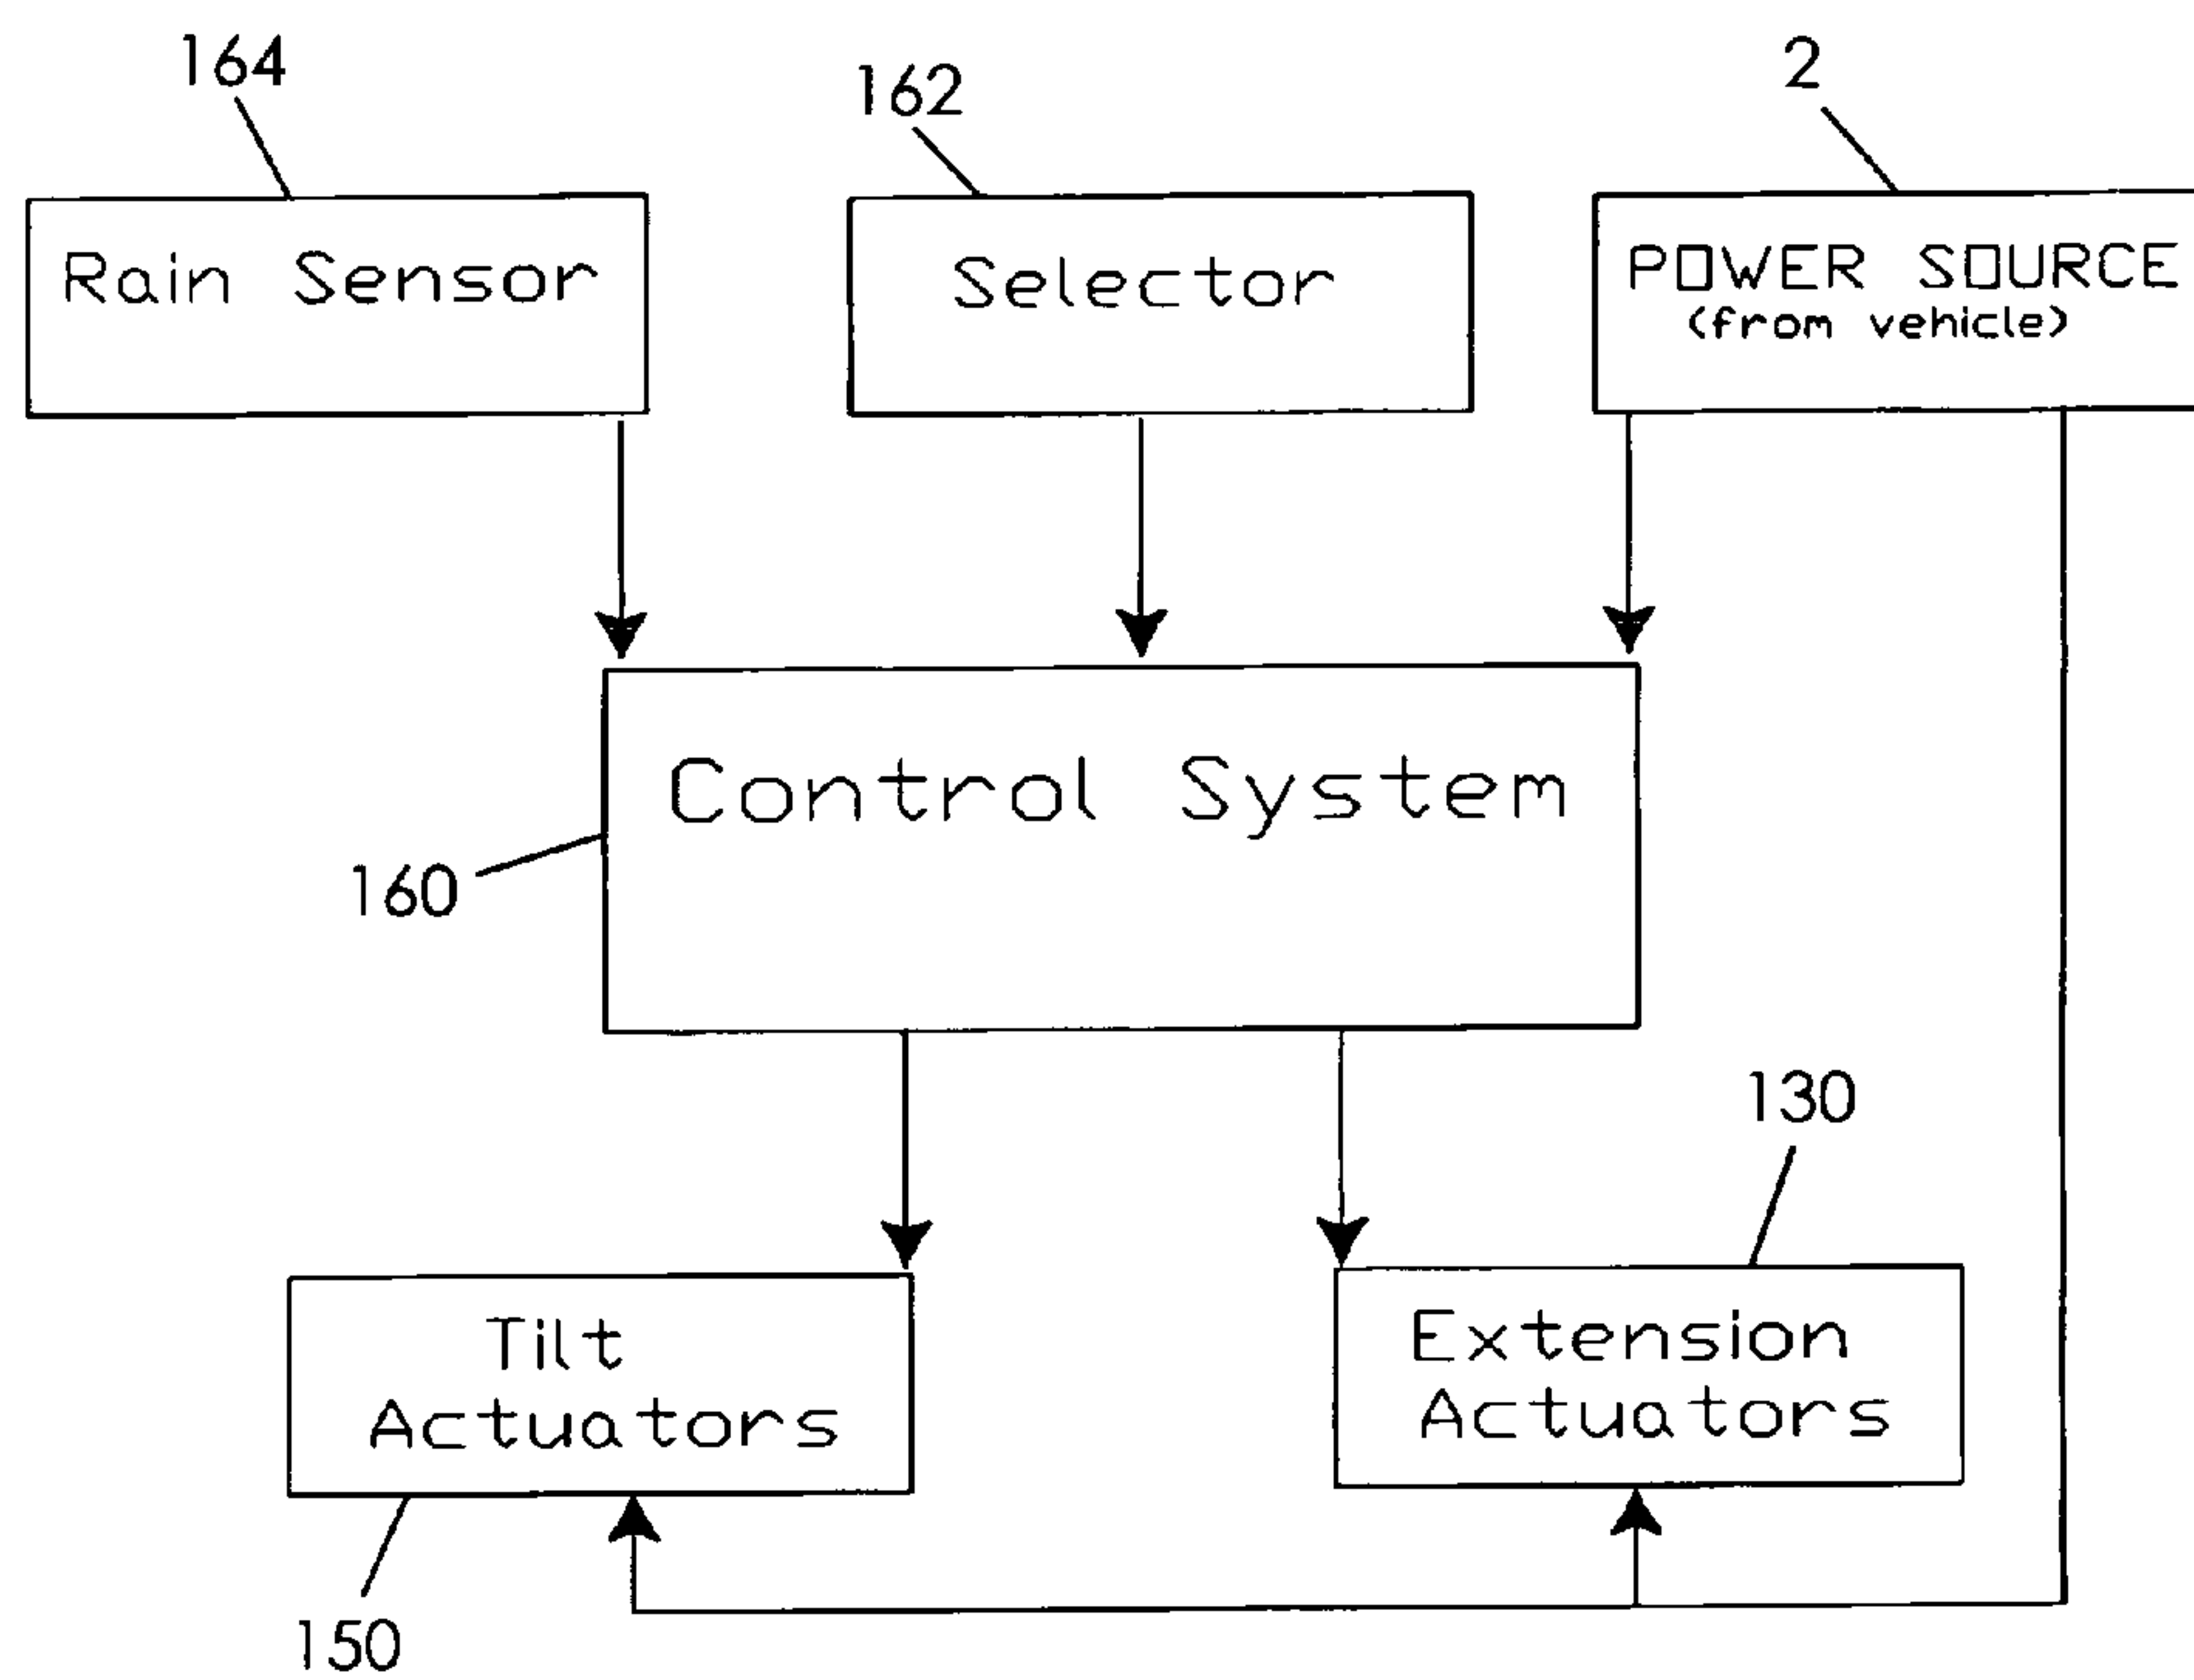 164
162
2
Rain Sensor
Selector
POWER SOURCE
(from vehicle)
Control System
160
130
Tilt
Actuators
Extension
Actuators
150